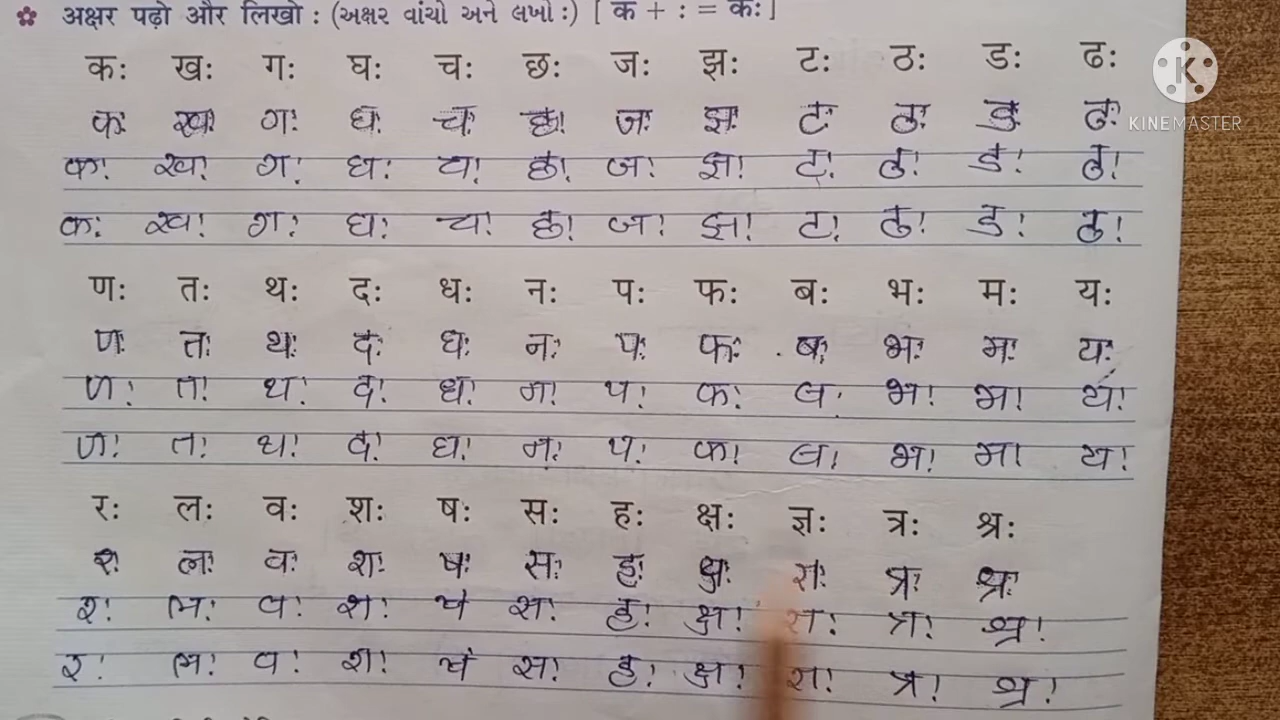 अक्षर पढ़ो और लिखो : (અક્ષર વાંચો અને લખો :) [ क + : = कः ]
कः खः गः घः चः छः जः झः टः ठः डः ढः
कः खः गः घः चः छः जः झः टः ठः डः ढः
कः खः गः घः चः छः जः झः टः ठः डः ढः
कः खः गः घः चः छः जः झः टः ठः डः ढः
णः तः थः दः धः नः पः फः बः भः मः यः
णः तः थः दः धः नः पः फः बः भः मः यः
णः तः थः दः धः नः पः फः बः भः मः यः
णः तः थः दः धः नः पः फः बः भः मः यः
रः लः वः शः षः सः हः क्षः ज्ञः त्रः श्रः
रः लः वः शः षः सः हः क्षः ज्ञः त्रः श्रः
रः लः वः शः षः सः हः क्षः ज्ञः त्रः श्रः
रः लः वः शः षः सः हः क्षः ज्ञः त्रः श्रः
K
KINEMASTER